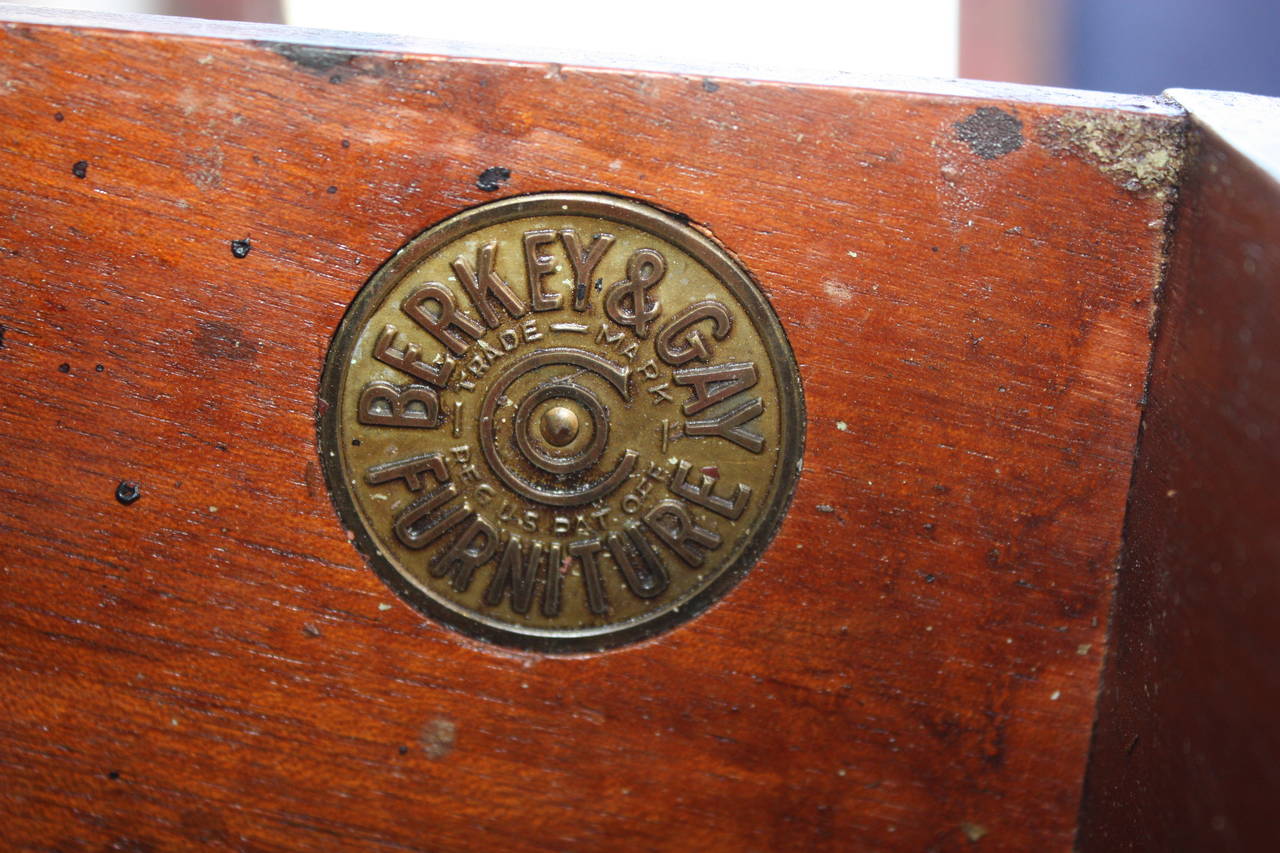 BERKEY & GAY
TRADE — MARK
REG U.S. PAT OFF
FURNITURE